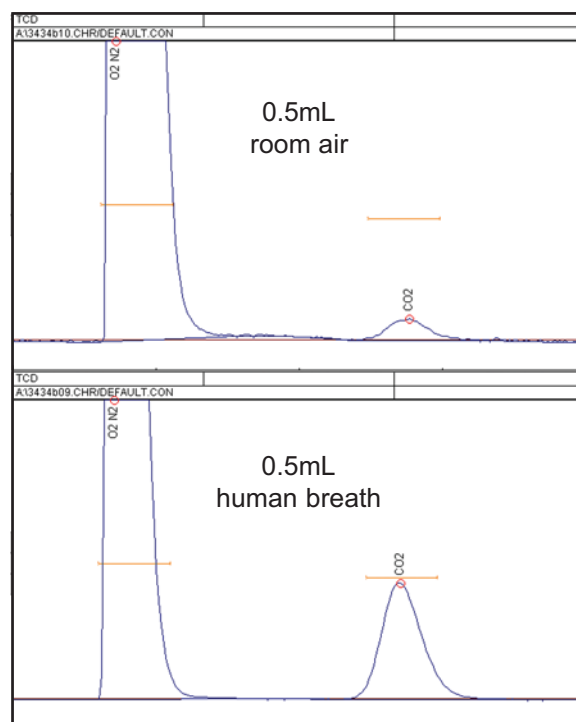 TCD
A:\3434b10.CHR/DEFAULT.CON
O2 N2
0.5mL
room air
CO2
TCD
A:\3434b09.CHR/DEFAULT.CON
O2 N2
0.5mL
human breath
CO2